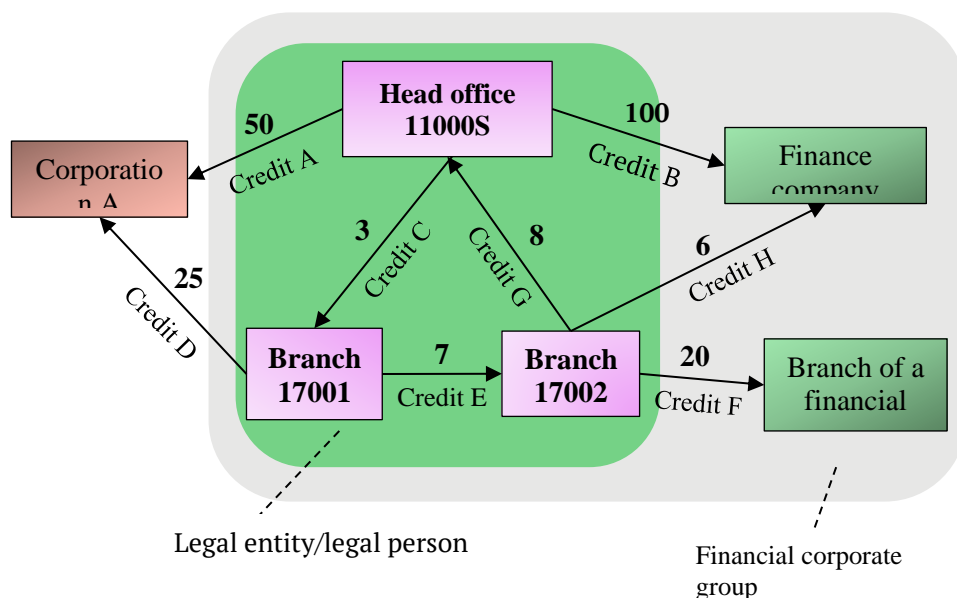 Head office
11000S
50
100
Credit A
Credit B
Corporatio
n A
Finance
company
3
8
6
Credit C
Credit G
Credit H
25
Credit D
Branch
17001
7
Credit E
Branch
17002
20
Credit F
Branch of a
financial
Legal entity/legal person
Financial corporate
group